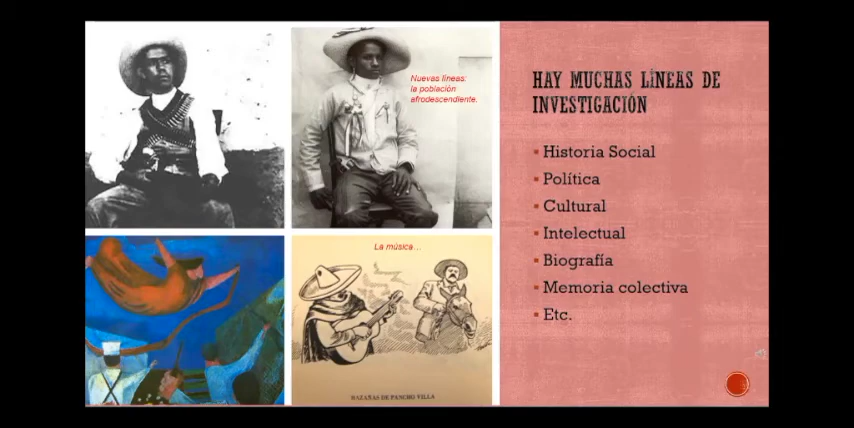 Nuevas líneas:
la población
afrodescendiente.
La música...
HAZAÑAS DE PANCHO VILLA
HAY MUCHAS LÍNEAS DE
INVESTIGACIÓN
Historia Social
Política
Cultural
Intelectual
Biografía
Memoria colectiva
Etc.